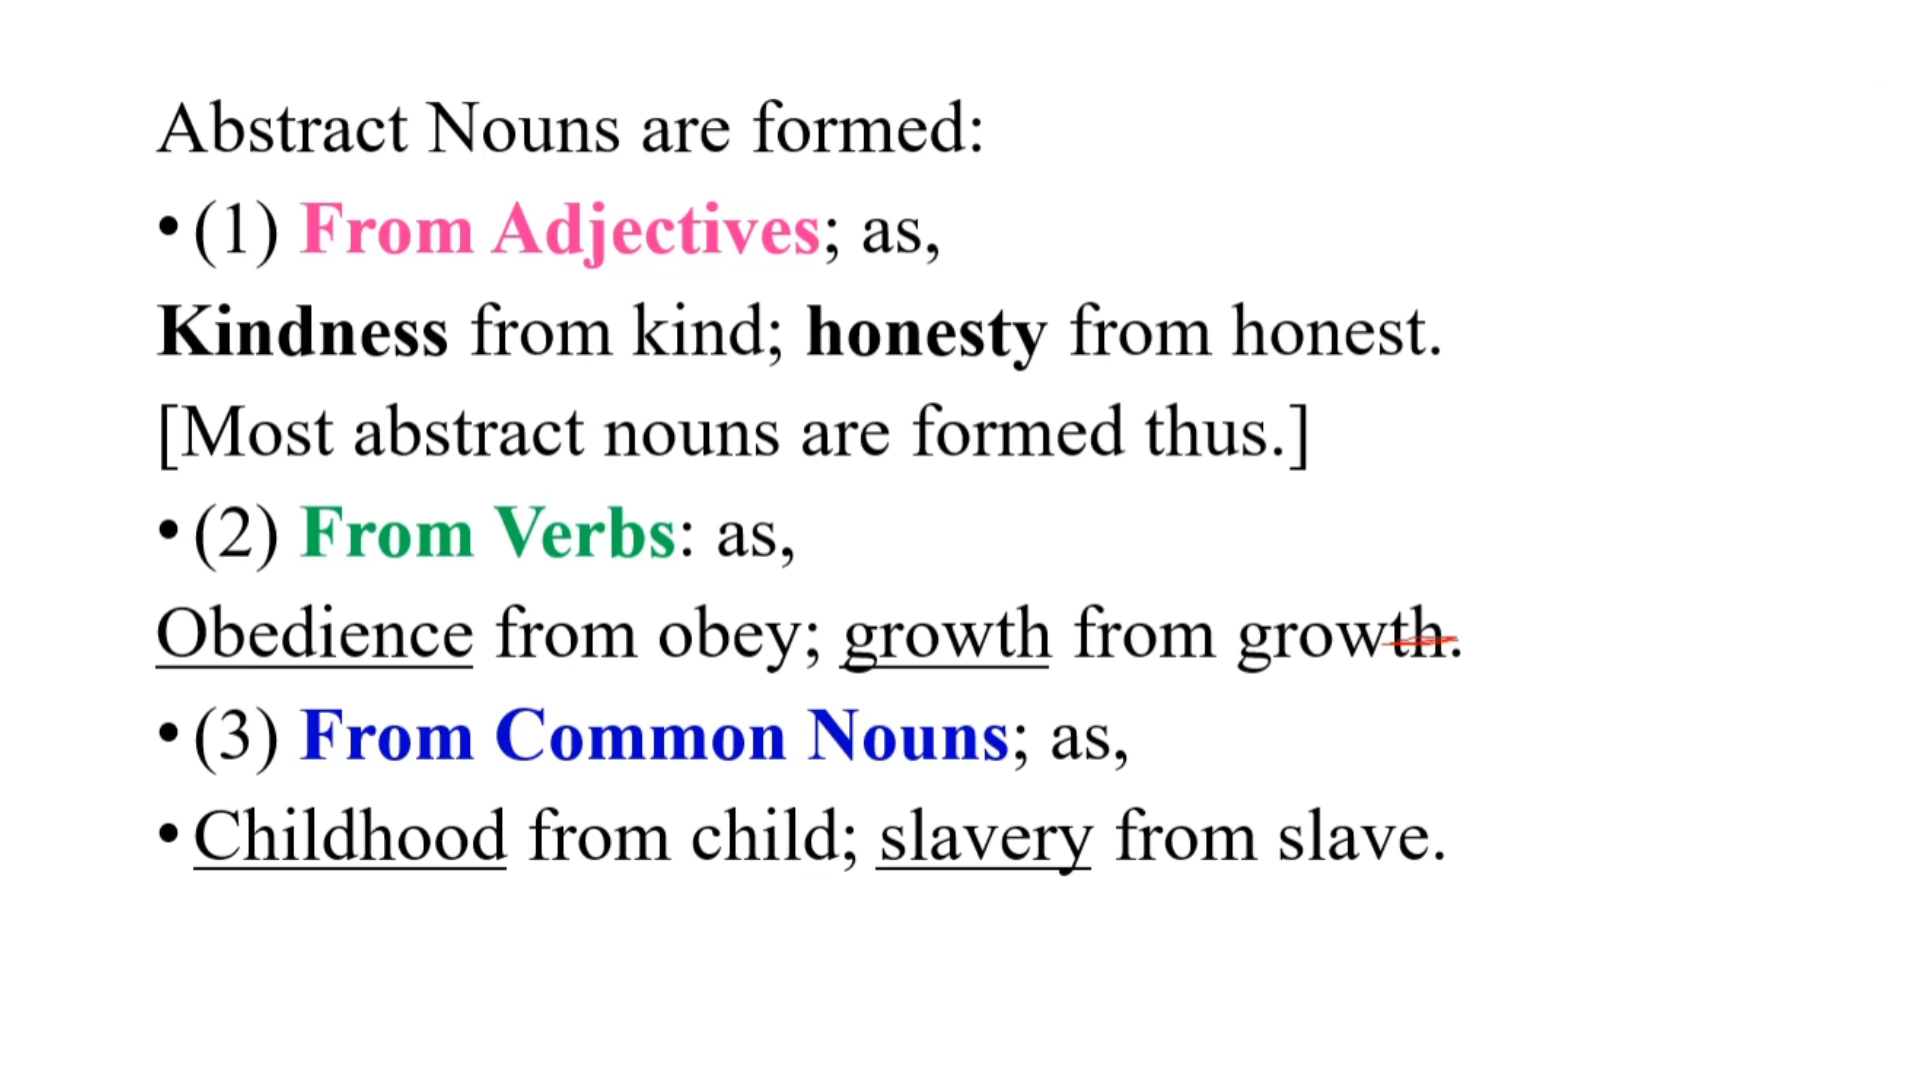 Abstract Nouns are formed:
• (1) From Adjectives; as,
Kindness from kind; honesty from honest.
[Most abstract nouns are formed thus.]
• (2) From Verbs: as,
Obedience from obey; growth from growth.
• (3) From Common Nouns; as,
• Childhood from child; slavery from slave.